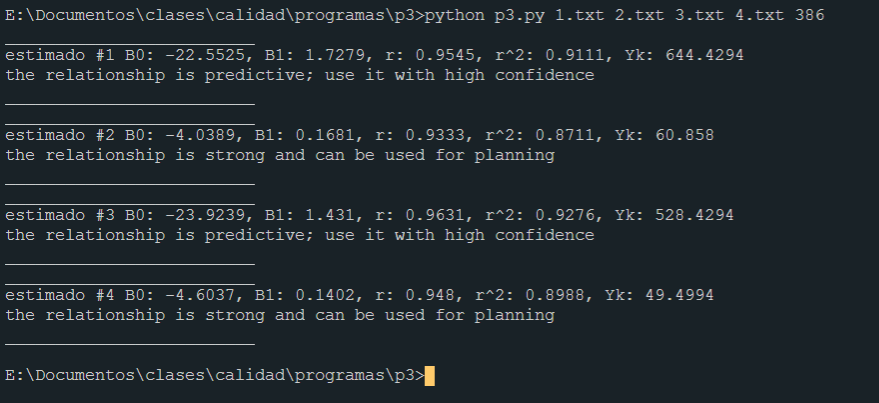 E:\Documentos\clases\calidad\programas\p3>python p3.py 1.txt 2.txt 3.txt 4.txt 386
_________________________
estimado #1 B0: -22.5525, B1: 1.7279, r: 0.9545, r^2: 0.9111, Yk: 644.4294
the relationship is predictive; use it with high confidence
_________________________
_________________________
estimado #2 B0: -4.0389, B1: 0.1681, r: 0.9333, r^2: 0.8711, Yk: 60.858
the relationship is strong and can be used for planning
_________________________
_________________________
estimado #3 B0: -23.9239, B1: 1.431, r: 0.9631, r^2: 0.9276, Yk: 528.4294
the relationship is predictive; use it with high confidence
_________________________
_________________________
estimado #4 B0: -4.6037, B1: 0.1402, r: 0.948, r^2: 0.8988, Yk: 49.4994
the relationship is strong and can be used for planning
_________________________
E:\Documentos\clases\calidad\programas\p3>